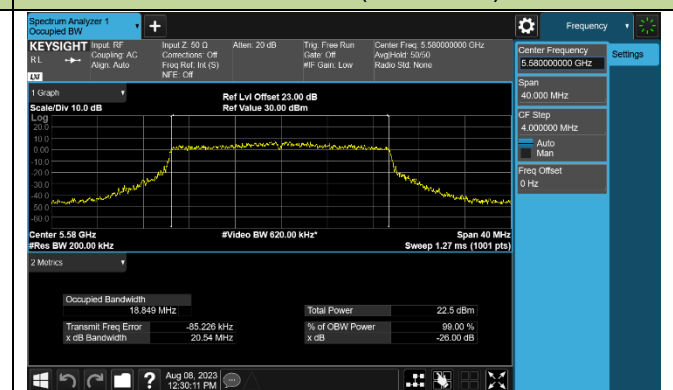 Spectrum Analyzer 1
Occupied BW
KEYSIGHT
R L
LXI
Input: RF
Coupling: AC
Align: Auto
Input Z: 50 Ω
Corrections: Off
Freq Ref: Int (S)
NFE: Off
Atten: 20 dB
Trig: Free Run
Gate: Off
#IF Gain: Low
Center Freq: 5.580000000 GHz
Avg|Hold: 50/50
Radio Std: None
1 Graph
Scale/Div 10.0 dB
Ref Lvl Offset 23.00 dB
Ref Value 30.00 dBm
Log
20.0
10.0
0.00
-10.0
-20.0
-30.0
-40.0
-50.0
-60.0
Center 5.58 GHz
#Video BW 620.00 kHz*
Span 40 MHz
#Res BW 200.00 kHz
Sweep 1.27 ms (1001 pts)
2 Metrics
Occupied Bandwidth
18.849 MHz
Total Power 22.5 dBm
Transmit Freq Error -85.226 kHz
% of OBW Power 99.00 %
x dB Bandwidth 20.54 MHz
x dB -26.00 dB
Aug 08, 2023
12:30:11 PM
Frequency
Settings
Center Frequency
5.580000000 GHz
Span
40.000 MHz
CF Step
4.000000 MHz
Auto
Man
Freq Offset
0 Hz